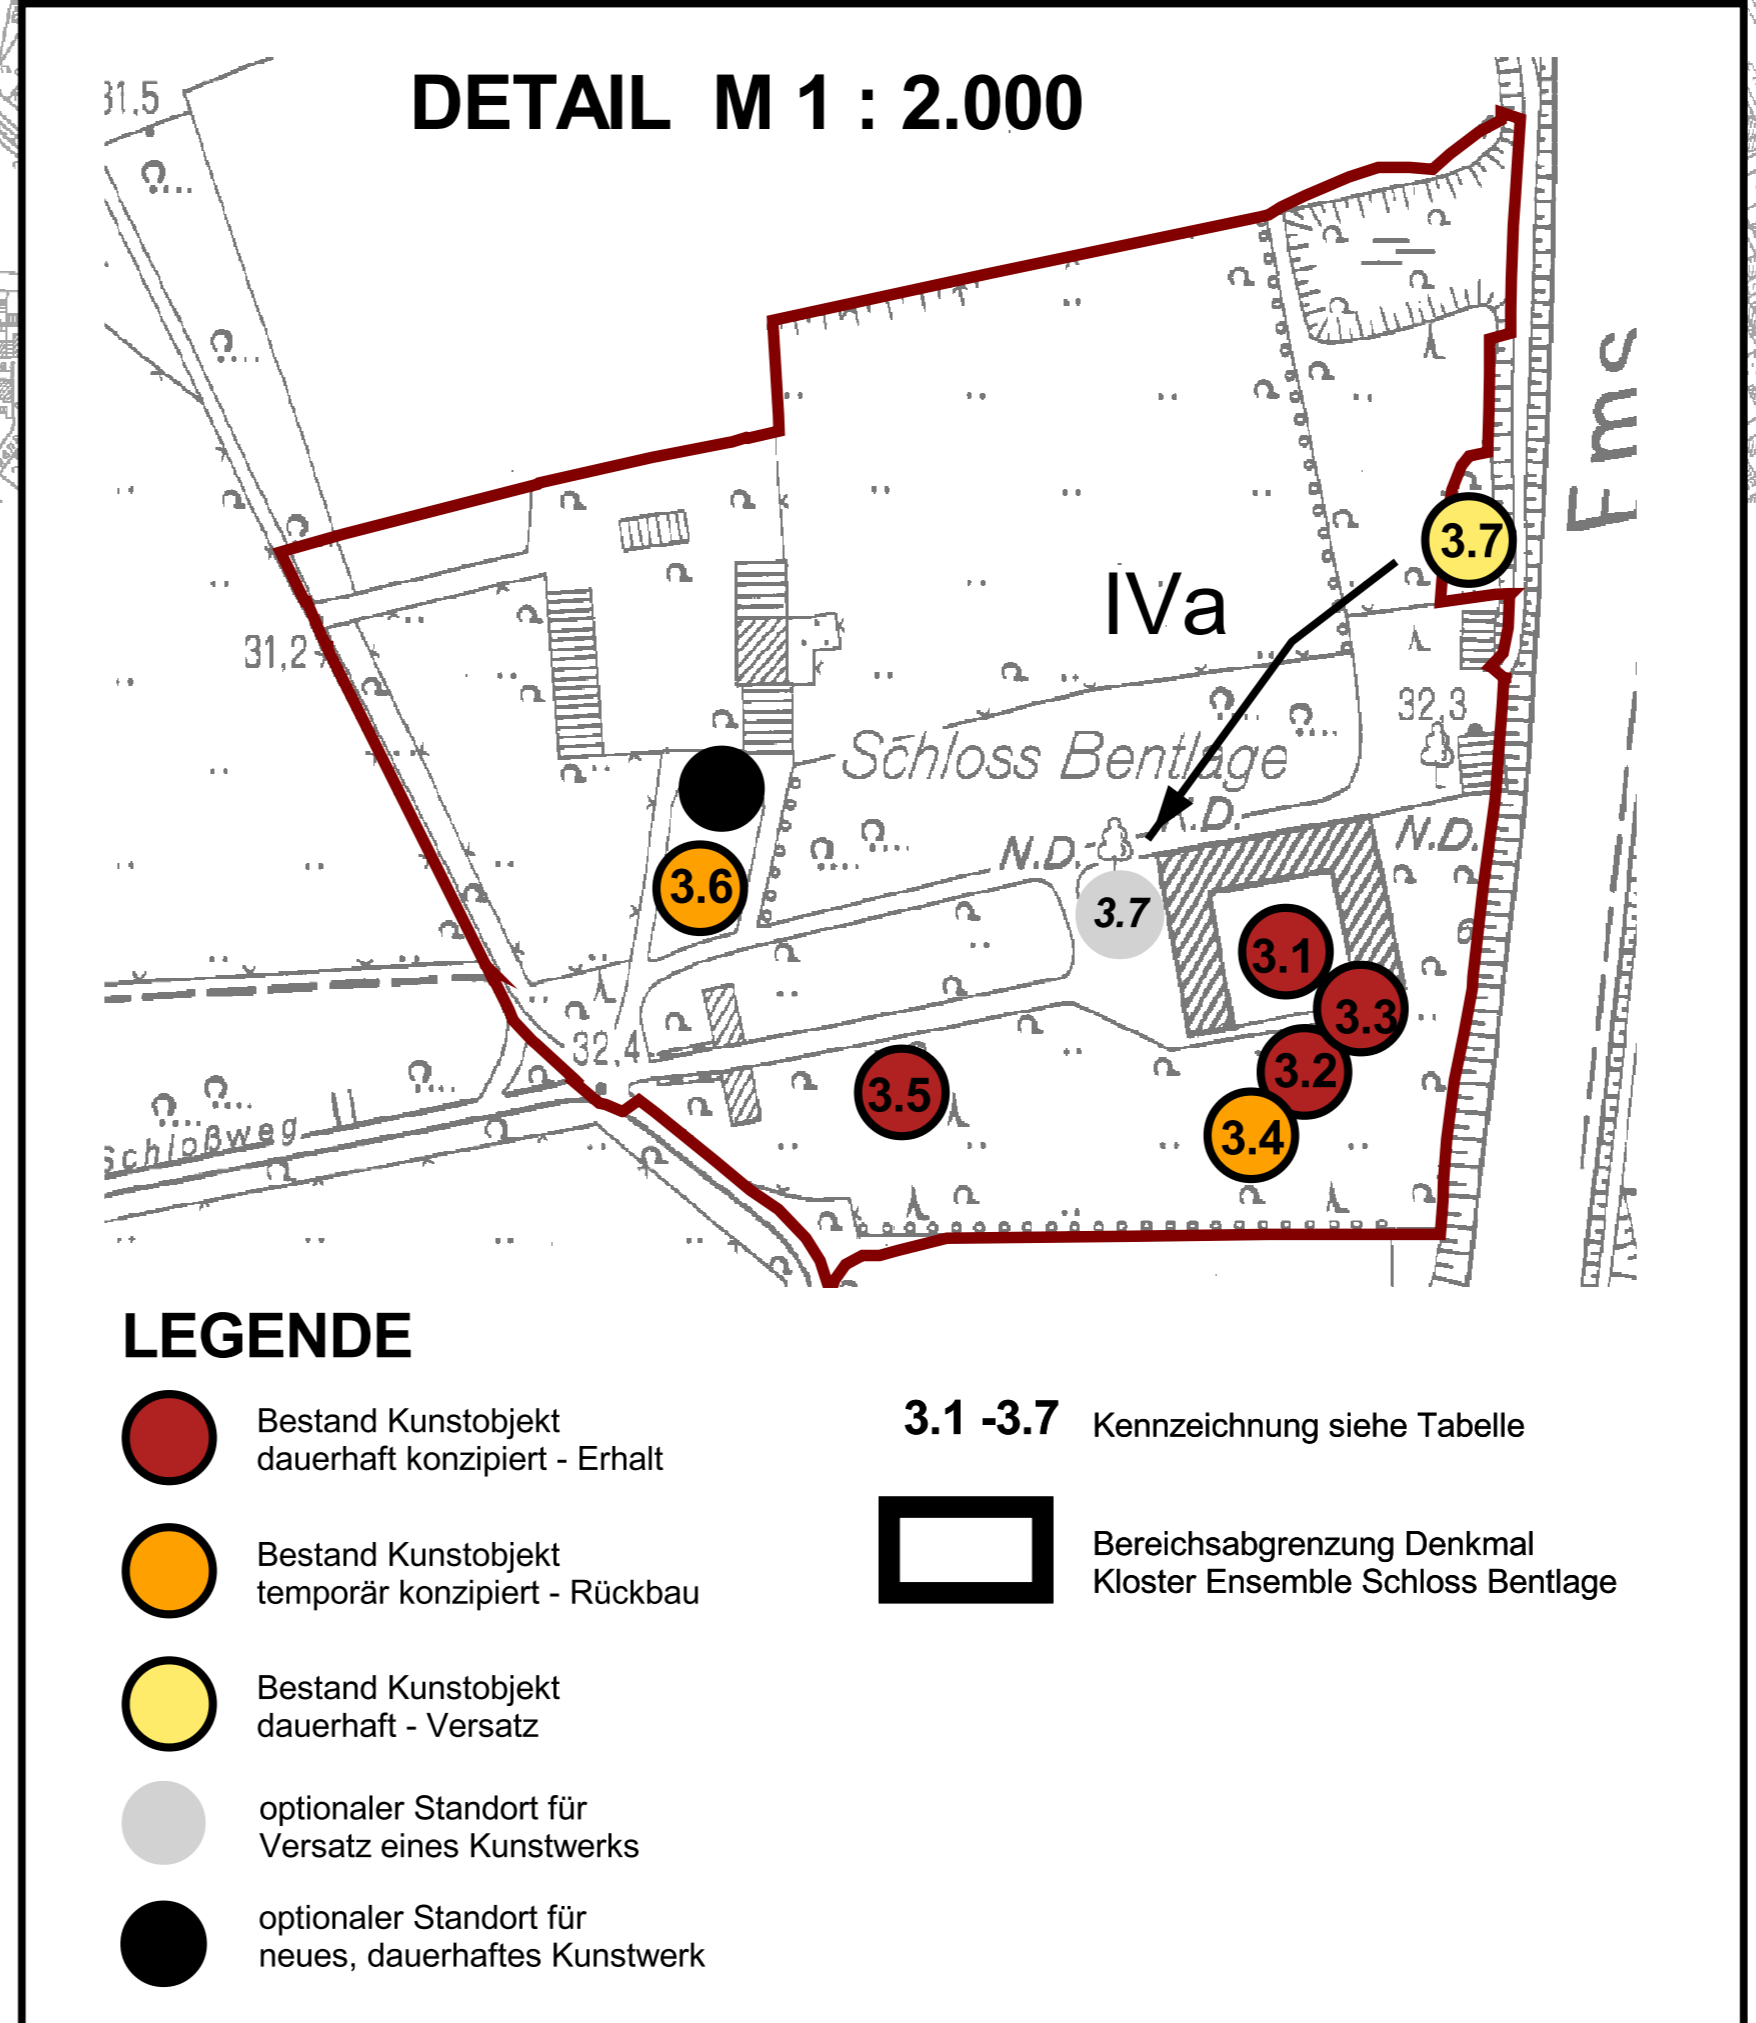 DETAIL M 1 : 2.000
31.5
Ems
3.7
IVa
31,2
32,3
Schloss Bentlage
N.D.
N.D.
N.D.
3.6
3.7
3.1
3.3
3.2
3.5
3.4
32,4
Schloßweg
LEGENDE
Bestand Kunstobjekt
dauerhaft konzipiert - Erhalt
Bestand Kunstobjekt
temporär konzipiert - Rückbau
Bestand Kunstobjekt
dauerhaft - Versatz
optionaler Standort für
Versatz eines Kunstwerks
optionaler Standort für
neues, dauerhaftes Kunstwerk
3.1 -3.7 Kennzeichnung siehe Tabelle
Bereichsabgrenzung Denkmal
Kloster Ensemble Schloss Bentlage